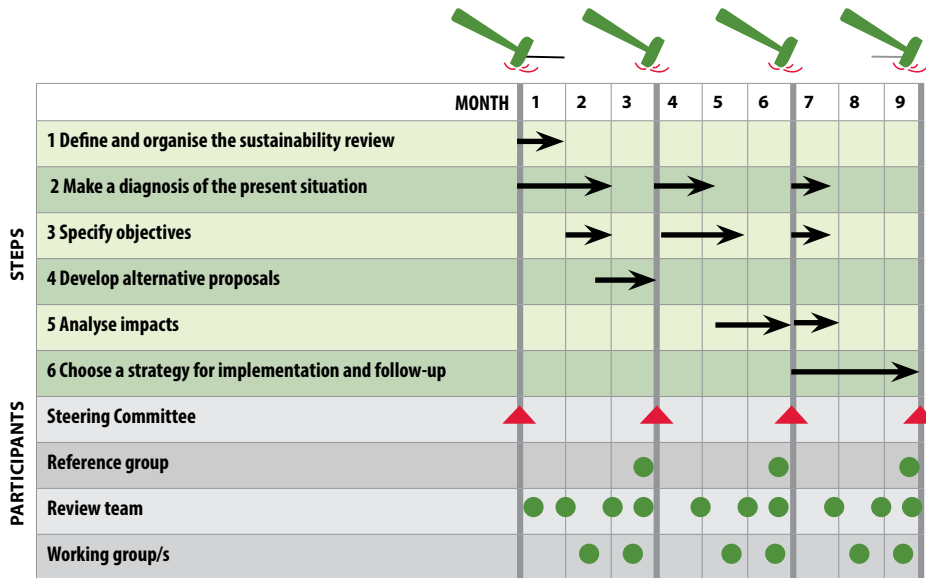 MONTH 1 2 3 4 5 6 7 8 9
STEPS
1 Define and organise the sustainability review
2 Make a diagnosis of the present situation
3 Specify objectives
4 Develop alternative proposals
5 Analyse impacts
6 Choose a strategy for implementation and follow-up
PARTICIPANTS
Steering Committee
Reference group
Review team
Working group/s